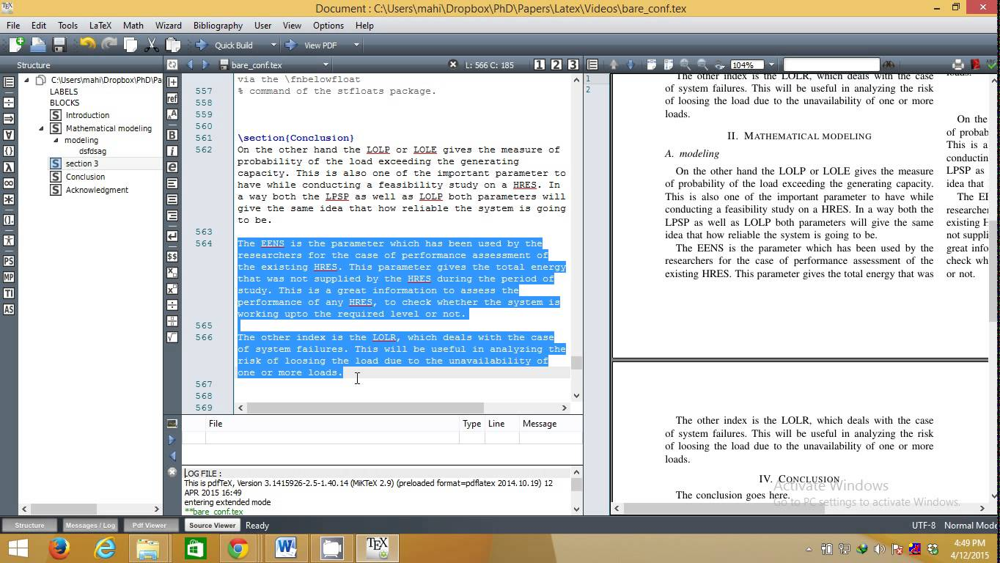 Document : C:\Users\mahi\Dropbox\PhD\Papers\Latex\Videos\bare_conf.tex
File Edit Tools LaTeX Math Wizard Bibliography User View Options Help
Quick Build View PDF
Structure bare_conf.tex L: 566 C: 185 1 2 3 104%
C:\Users\mahi\Dropbox\PhD\Pa
LABELS
BLOCKS
Introduction
Mathematical modeling
modeling
dsfdsag
section 3
Conclusion
Acknowledgment
via the \fnbelowfloat
557 % command of the stfloats package.
558
559
560
561 \section{Conclusion}
562 On the other hand the LOLP or LOLE gives the measure of
probability of the load exceeding the generating
capacity. This is also one of the important parameter to
have while conducting a feasibility study on a HRES. In
a way both the LPSP as well as LOLP both parameters will
give the same idea that how reliable the system is going
to be.
563
564 The EENS is the parameter which has been used by the
researchers for the case of performance assessment of
the existing HRES. This parameter gives the total energy
that was not supplied by the HRES during the period of
study. This is a great information to assess the
performance of any HRES, to check whether the system is
working upto the required level or not.
565
566 The other index is the LOLR, which deals with the case
of system failures. This will be useful in analyzing the
risk of loosing the load due to the unavailability of
one or more loads.
567
568
569
File Type Line Message
LOG FILE :
This is pdfTeX, Version 3.1415926-2.5-1.40.14 (MiKTeX 2.9) (preloaded format=pdflatex 2014.10.19) 12
APR 2015 16:49
entering extended mode
**bare_conf.tex
1
2
The other index is the LOLR, which deals with the case
of system failures. This will be useful in analyzing the risk
of loosing the load due to the unavailability of one or more
loads.
II. MATHEMATICAL MODELING
A. modeling
On the other hand the LOLP or LOLE gives the measure
of probability of the load exceeding the generating capacity.
This is also one of the important parameter to have while
conducting a feasibility study on a HRES. In a way both the
LPSP as well as LOLP both parameters will give the same
idea that how reliable the system is going to be.
The EENS is the parameter which has been used by the
researchers for the case of performance assessment of the
existing HRES. This parameter gives the total energy that was
On the
of probab
This is a
conductin
LPSP as
idea that
The EE
researcher
existing H
not suppli
great info
check wh
or not.
The other index is the LOLR, which deals with the case
of system failures. This will be useful in analyzing the risk
of loosing the load due to the unavailability of one or more
loads.
IV. CONCLUSION
The conclusion goes here.
Activate Windows
Go to PC settings to activate Windows.
Structure Messages / Log Pdf Viewer Source Viewer Ready UTF-8 Normal Mode
4:49 PM
4/12/2015